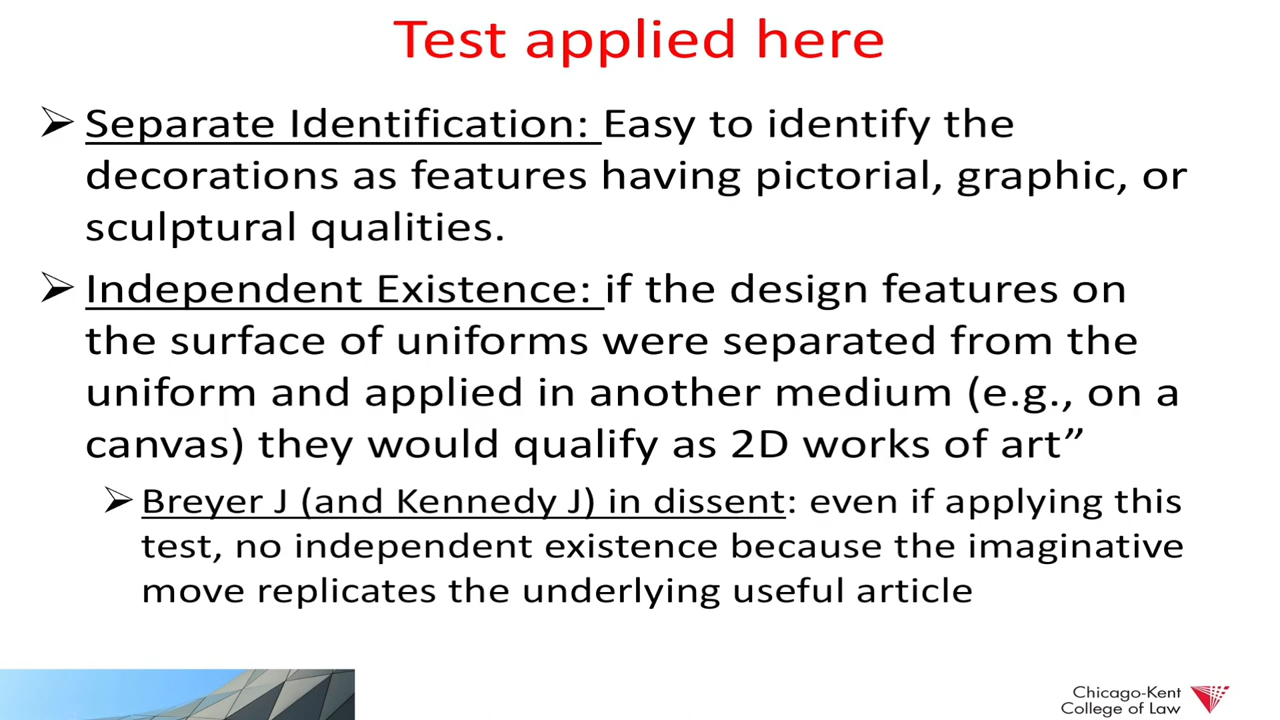 Test applied here
➢ Separate Identification: Easy to identify the
decorations as features having pictorial, graphic, or
sculptural qualities.
➢ Independent Existence: if the design features on
the surface of uniforms were separated from the
uniform and applied in another medium (e.g., on a
canvas) they would qualify as 2D works of art”
➢ Breyer J (and Kennedy J) in dissent: even if applying this
test, no independent existence because the imaginative
move replicates the underlying useful article
Chicago-Kent
College of Law